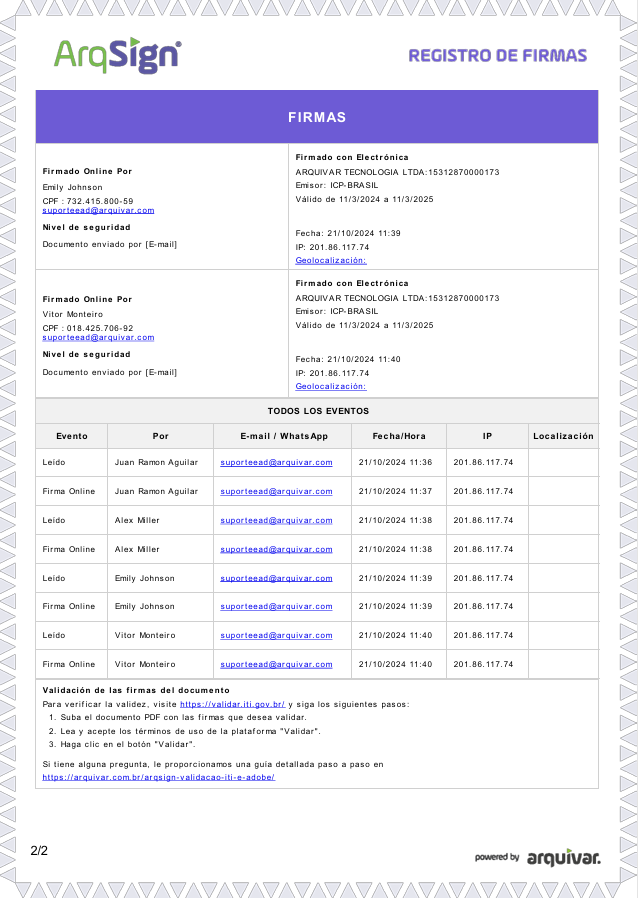 ArqSign®
REGISTRO DE FIRMAS
FIRMAS
Firmado Online Por
Emily Johnson
CPF : 732.415.800-59
suporteead@arquivar.com
Nivel de seguridad
Documento enviado por [E-mail]
Firmado con Electrónica
ARQUIVAR TECNOLOGIA LTDA:15312870000173
Emisor: ICP-BRASIL
Válido de 11/3/2024 a 11/3/2025
Fecha: 21/10/2024 11:39
IP: 201.86.117.74
Geolocalización:
Firmado Online Por
Vitor Monteiro
CPF : 018.425.706-92
suporteead@arquivar.com
Nivel de seguridad
Documento enviado por [E-mail]
Firmado con Electrónica
ARQUIVAR TECNOLOGIA LTDA:15312870000173
Emisor: ICP-BRASIL
Válido de 11/3/2024 a 11/3/2025
Fecha: 21/10/2024 11:40
IP: 201.86.117.74
Geolocalización:
TODOS LOS EVENTOS
Evento Por E-mail / WhatsApp Fecha/Hora IP Localización
Leído Juan Ramon Aguilar suporteead@arquivar.com 21/10/2024 11:36 201.86.117.74
Firma Online Juan Ramon Aguilar suporteead@arquivar.com 21/10/2024 11:37 201.86.117.74
Leído Alex Miller suporteead@arquivar.com 21/10/2024 11:38 201.86.117.74
Firma Online Alex Miller suporteead@arquivar.com 21/10/2024 11:38 201.86.117.74
Leído Emily Johnson suporteead@arquivar.com 21/10/2024 11:39 201.86.117.74
Firma Online Emily Johnson suporteead@arquivar.com 21/10/2024 11:39 201.86.117.74
Leído Vitor Monteiro suporteead@arquivar.com 21/10/2024 11:40 201.86.117.74
Firma Online Vitor Monteiro suporteead@arquivar.com 21/10/2024 11:40 201.86.117.74
Validación de las firmas del documento
Para verificar la validez, visite https://validar.iti.gov.br/ y siga los siguientes pasos:
1. Suba el documento PDF con las firmas que desea validar.
2. Lea y acepte los términos de uso de la plataforma "Validar".
3. Haga clic en el botón "Validar".
Si tiene alguna pregunta, le proporcionamos una guía detallada paso a paso en
https://arquivar.com.br/arqsign-validacao-iti-e-adobe/
2/2
powered by arquivar.